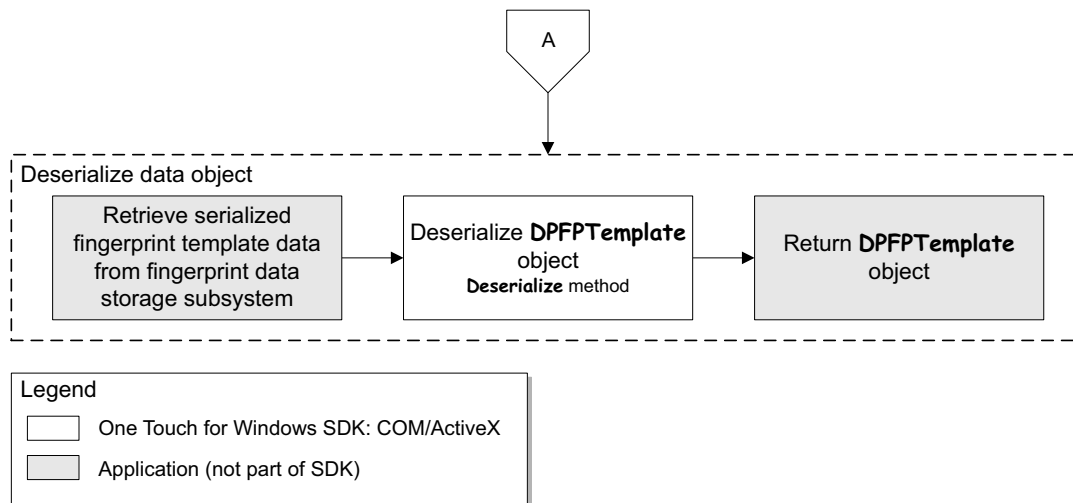 A
Deserialize data object
Retrieve serialized
fingerprint template data
from fingerprint data
storage subsystem
Deserialize DPFPTemplate
object
Deserialize method
Return DPFPTemplate
object
Legend
One Touch for Windows SDK: COM/ActiveX
Application (not part of SDK)